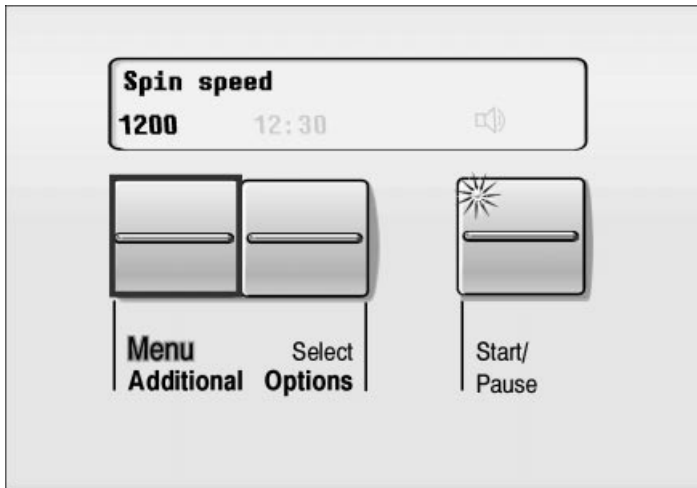 Spin speed
1200 12:30
Menu Select
Additional Options
Start/
Pause